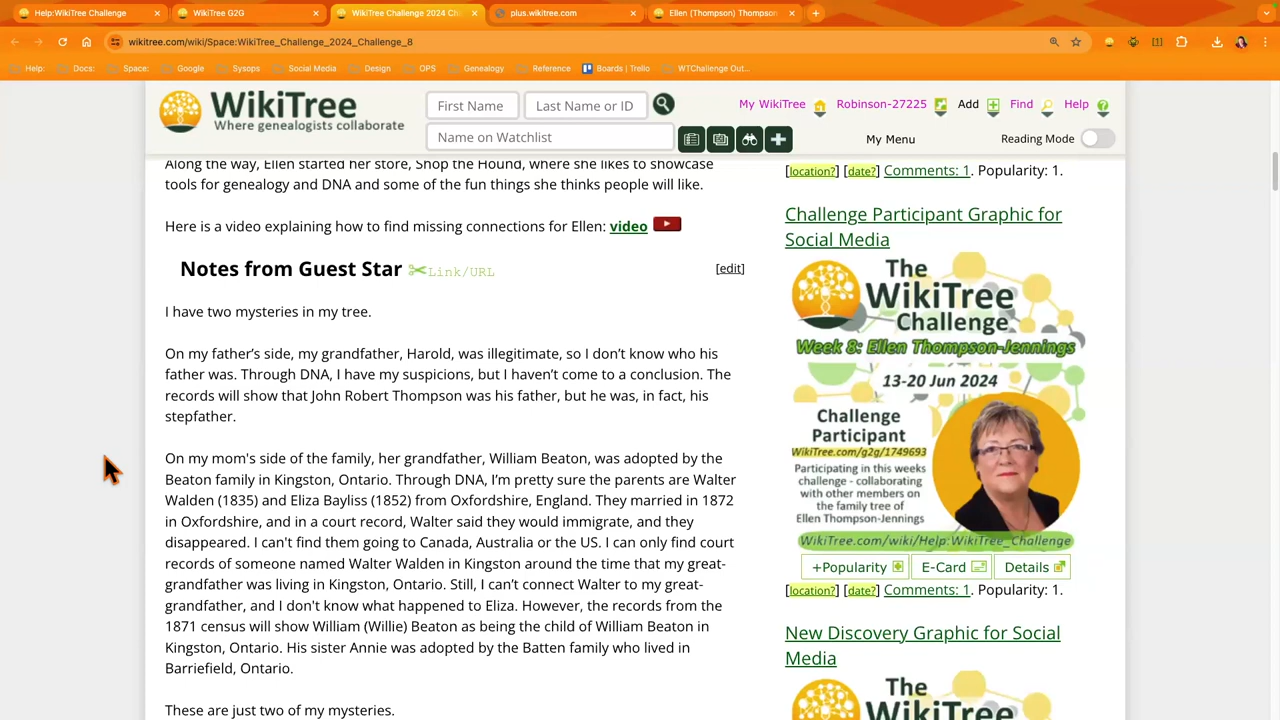 Help:WikiTree Challenge
WikiTree G2G
WikiTree Challenge 2024 Ch
plus.wikitree.com
Ellen (Thompson) Thompson
wikitree.com/wiki/Space:WikiTree_Challenge_2024_Challenge_8
Help:
Docs:
Space:
Google
Sysops
Social Media
Design
OPS
Genealogy
Reference
Boards | Trello
WTChallenge Out...
WikiTree
Where genealogists collaborate
First Name
Last Name or ID
Name on Watchlist
My WikiTree
Robinson-27225
Add
Find
Help
My Menu
Reading Mode
Along the way, Ellen started her store, Shop the Hound, where she likes to showcase
tools for genealogy and DNA and some of the fun things she thinks people will like.
Here is a video explaining how to find missing connections for Ellen: video
Notes from Guest Star
Link/URL
[edit]
I have two mysteries in my tree.
On my father's side, my grandfather, Harold, was illegitimate, so I don't know who his
father was. Through DNA, I have my suspicions, but I haven't come to a conclusion. The
records will show that John Robert Thompson was his father, but he was, in fact, his
stepfather.
On my mom's side of the family, her grandfather, William Beaton, was adopted by the
Beaton family in Kingston, Ontario. Through DNA, I'm pretty sure the parents are Walter
Walden (1835) and Eliza Bayliss (1852) from Oxfordshire, England. They married in 1872
in Oxfordshire, and in a court record, Walter said they would immigrate, and they
disappeared. I can't find them going to Canada, Australia or the US. I can only find court
records of someone named Walter Walden in Kingston around the time that my great-
grandfather was living in Kingston, Ontario. Still, I can't connect Walter to my great-
grandfather, and I don't know what happened to Eliza. However, the records from the
1871 census will show William (Willie) Beaton as being the child of William Beaton in
Kingston, Ontario. His sister Annie was adopted by the Batten family who lived in
Barriefield, Ontario.
These are just two of my mysteries.
[location?] [date?] Comments: 1. Popularity: 1.
Challenge Participant Graphic for
Social Media
The
WikiTree
Challenge
Week 8: Ellen Thompson-Jennings
13-20 Jun 2024
Challenge
Participant
WikiTree.com/g2g/1749693
Participating in this weeks
challenge - collaborating
with other members on
the family tree of
Ellen Thompson-Jennings
WikiTree.com/wiki/Help:WikiTree_Challenge
+Popularity
E-Card
Details
[location?] [date?] Comments: 1. Popularity: 1.
New Discovery Graphic for Social
Media
The
WikiTree